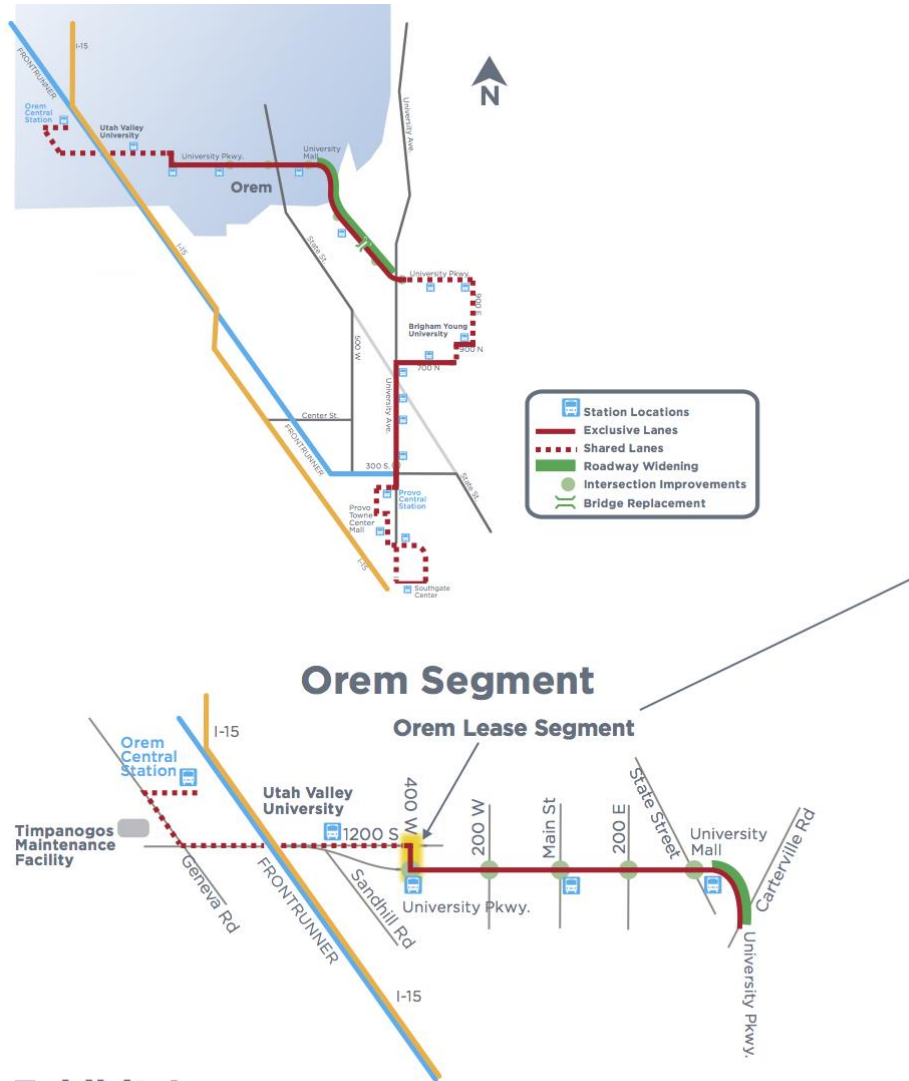 I-15
FRONTRUNNER
Orem
Central
Station
Utah Valley
University
University Pkwy.
University
Mall
Orem
University Ave.
N
I-15
State St.
University Pkwy.
900 E
Brigham Young
University
900 N
700 N
500 W
University Ave.
Center St.
FRONTRUNNER
300 S.
State St.
Provo
Central
Station
Provo
Towne
Center
Mall
I-15
Southgate
Center
Station Locations
Exclusive Lanes
Shared Lanes
Roadway Widening
Intersection Improvements
Bridge Replacement
Orem Segment
Orem Lease Segment
I-15
Orem
Central
Station
Utah Valley
University
1200 S
400 W
200 W
Main St
200 E
State Street
University
Mall
Carterville Rd
Timpanogos
Maintenance
Facility
Geneva Rd
FRONTRUNNER
Sandhill Rd
University Pkwy.
University Pkwy.
I-15